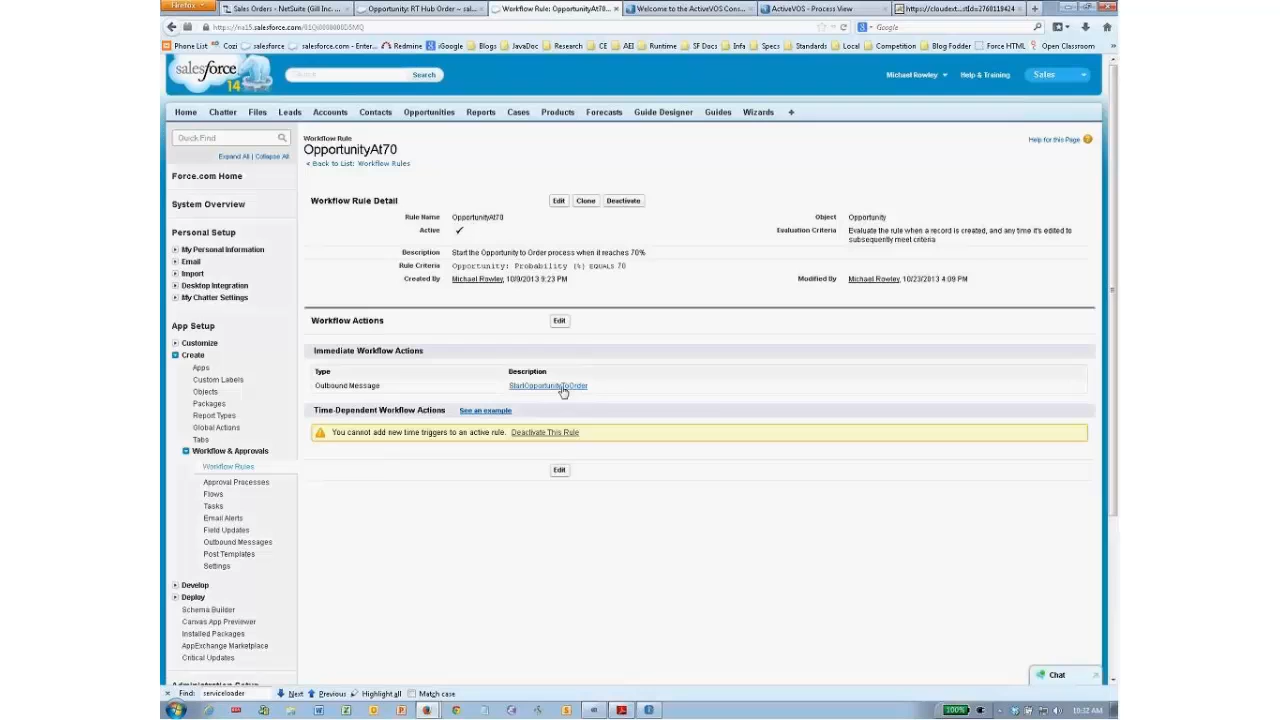 Firefox
Sales Orders - NetSuite (Gill Inc. ...
Opportunity: RT Hub Order ~ sal...
Workflow Rule: OpportunityAt70...
Welcome to the ActiveVOS Cons...
ActiveVOS - Process View
Phone List
Cozi
salesforce
salesforce.com - Enter...
Redmine
iGoogle
Blogs
JavaDoc
Research
CE
AEI
Runtime
SF Docs
Infa
Specs
Standards
Local
Competition
Blog Fodder
Force HTML
Open Classroom
Google
salesforce
14
Search
Michael Rowley
Help & Training
Sales
Home Chatter Files Leads Accounts Contacts Opportunities Reports Cases Products Forecasts Guide Designer Guides Wizards +
Quick Find
Expand All | Collapse All
Force.com Home
System Overview
Personal Setup
My Personal Information
Email
Import
Desktop Integration
My Chatter Settings
App Setup
Customize
Create
Apps
Custom Labels
Objects
Packages
Report Types
Global Actions
Tabs
Workflow & Approvals
Workflow Rules
Approval Processes
Flows
Tasks
Email Alerts
Field Updates
Outbound Messages
Post Templates
Settings
Develop
Deploy
Schema Builder
Canvas App Previewer
Installed Packages
AppExchange Marketplace
Critical Updates
Workflow Rule
OpportunityAt70
« Back to List: Workflow Rules
Help for this Page
Workflow Rule Detail
Edit Clone Deactivate
Rule Name OpportunityAt70
Object Opportunity
Active ✓
Evaluation Criteria Evaluate the rule when a record is created, and any time it's edited to
subsequently meet criteria
Description Start the Opportunity to Order process when it reaches 70%
Rule Criteria Opportunity: Probability (%) EQUALS 70
Created By Michael Rowley, 10/9/2013 9:23 PM
Modified By Michael Rowley, 10/23/2013 4:09 PM
Workflow Actions
Edit
Immediate Workflow Actions
Type Description
Outbound Message StartOpportunityToOrder
Time-Dependent Workflow Actions See an example
You cannot add new time triggers to an active rule. Deactivate This Rule
Edit
Chat
Find: serviceloader Next Previous Highlight all Match case
100%
10:32 AM